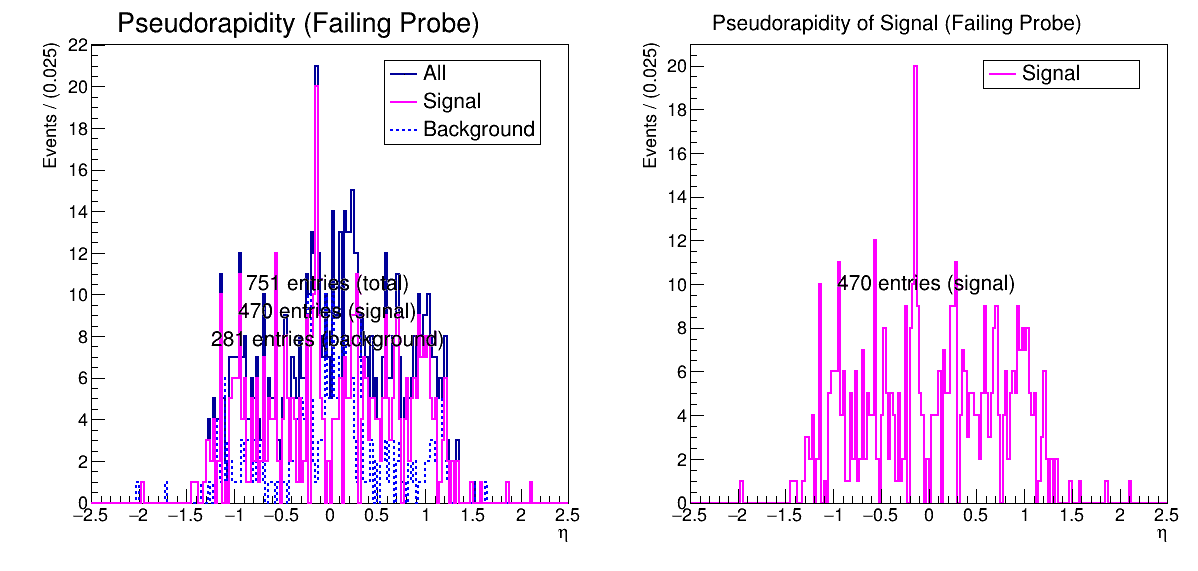 Pseudorapidity (Failing Probe)
Events / (0.025)
22
20
18
16
14
12
10
8
6
4
2
0
All
Signal
Background
751 entries (total)
470 entries (signal)
281 entries (background)
−2.5 −2 −1.5 −1 −0.5 0 0.5 1 1.5 2 2.5
η
Pseudorapidity of Signal (Failing Probe)
Events / (0.025)
20
18
16
14
12
10
8
6
4
2
0
Signal
470 entries (signal)
−2.5 −2 −1.5 −1 −0.5 0 0.5 1 1.5 2 2.5
η